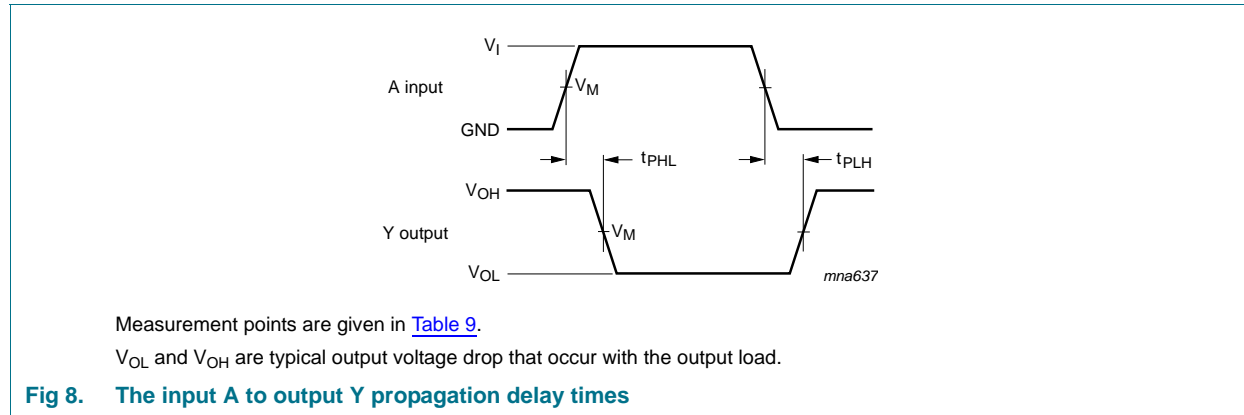 VI
A input
VM
GND
tPHL
tPLH
VOH
Y output
VM
VOL
mna637
Measurement points are given in Table 9.
VOL and VOH are typical output voltage drop that occur with the output load.
Fig 8. The input A to output Y propagation delay times